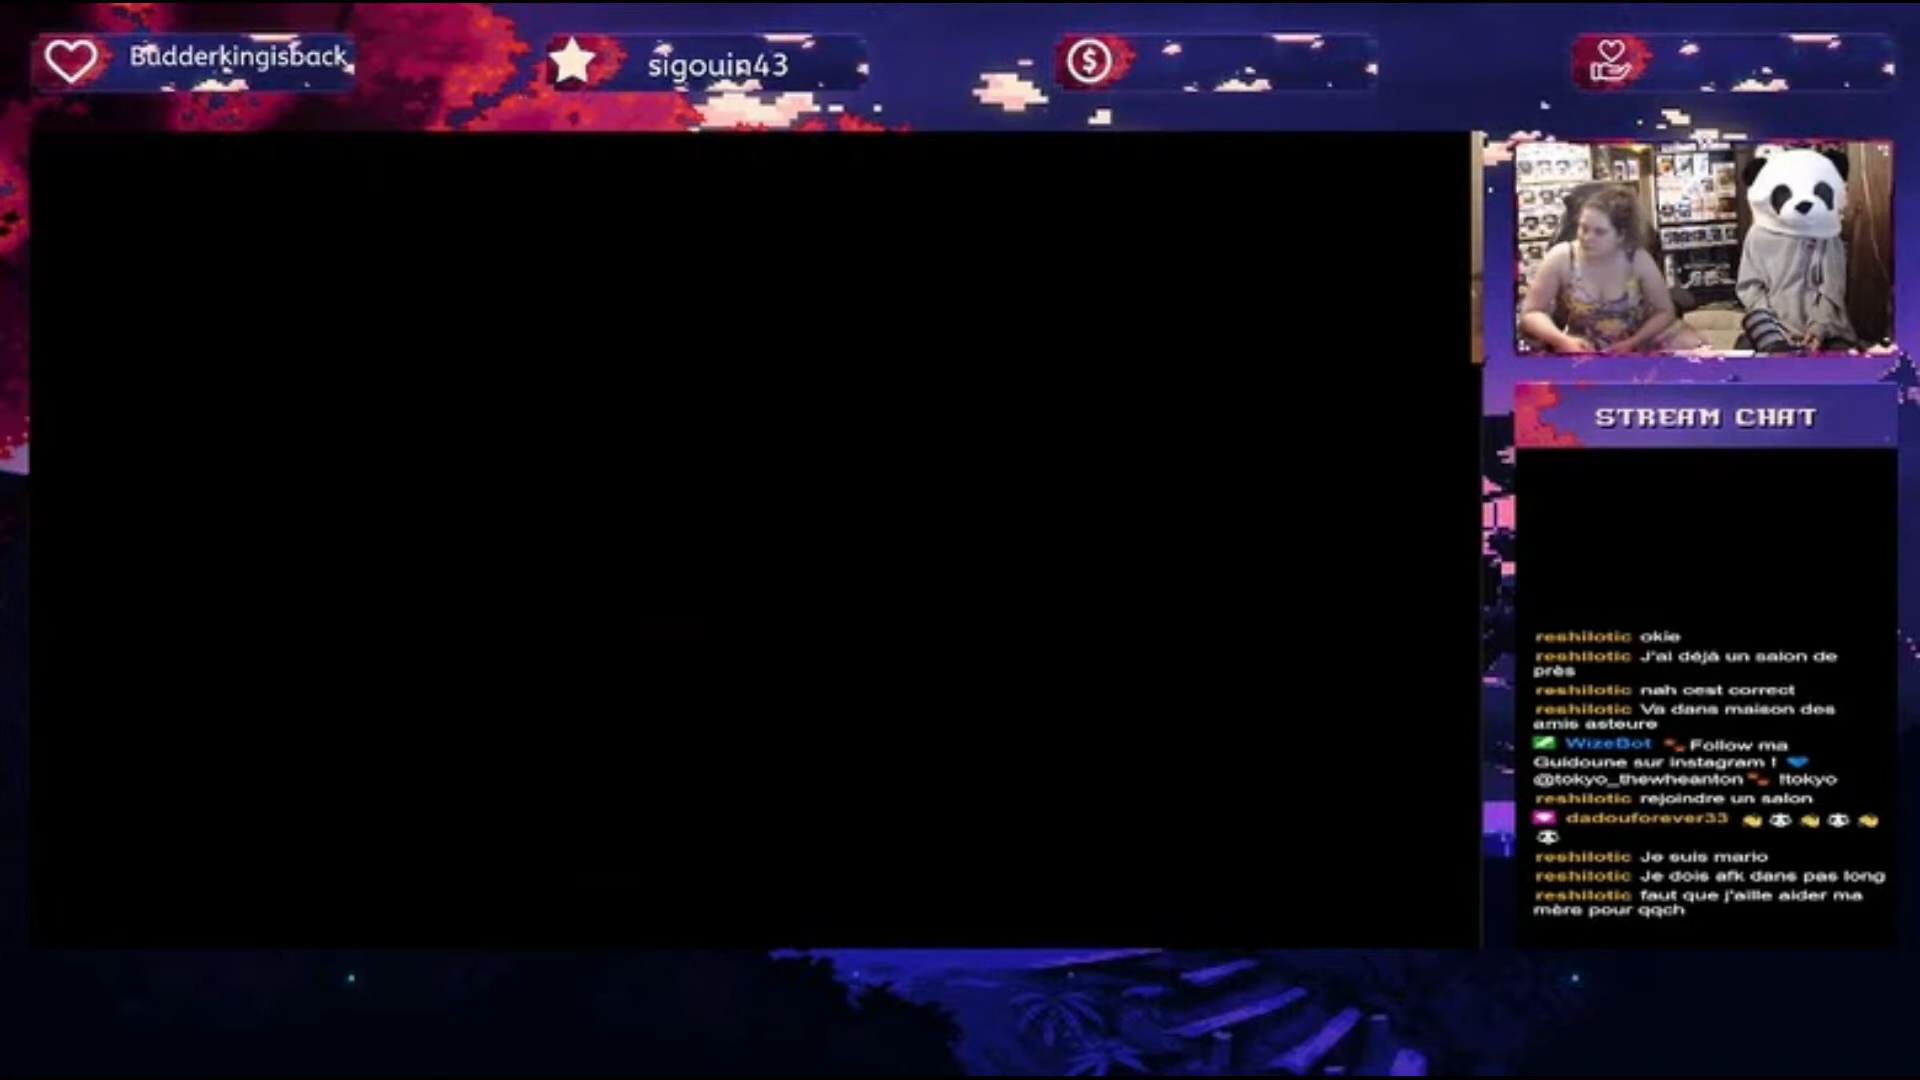 Budderkingisback
sigouin43
STREAM CHAT
reshilotic okie
reshilotic J'ai déjà un salon de
près
reshilotic nah cest correct
reshilotic Va dans maison des
amis asteure
WizeBot Follow ma
Guidoune sur instagram !
@tokyo_thewheanton !tokyo
reshilotic rejoindre un salon
dadouforever33
reshilotic Je suis mario
reshilotic Je dois afk dans pas long
reshilotic faut que j'aille aider ma
mère pour qqch